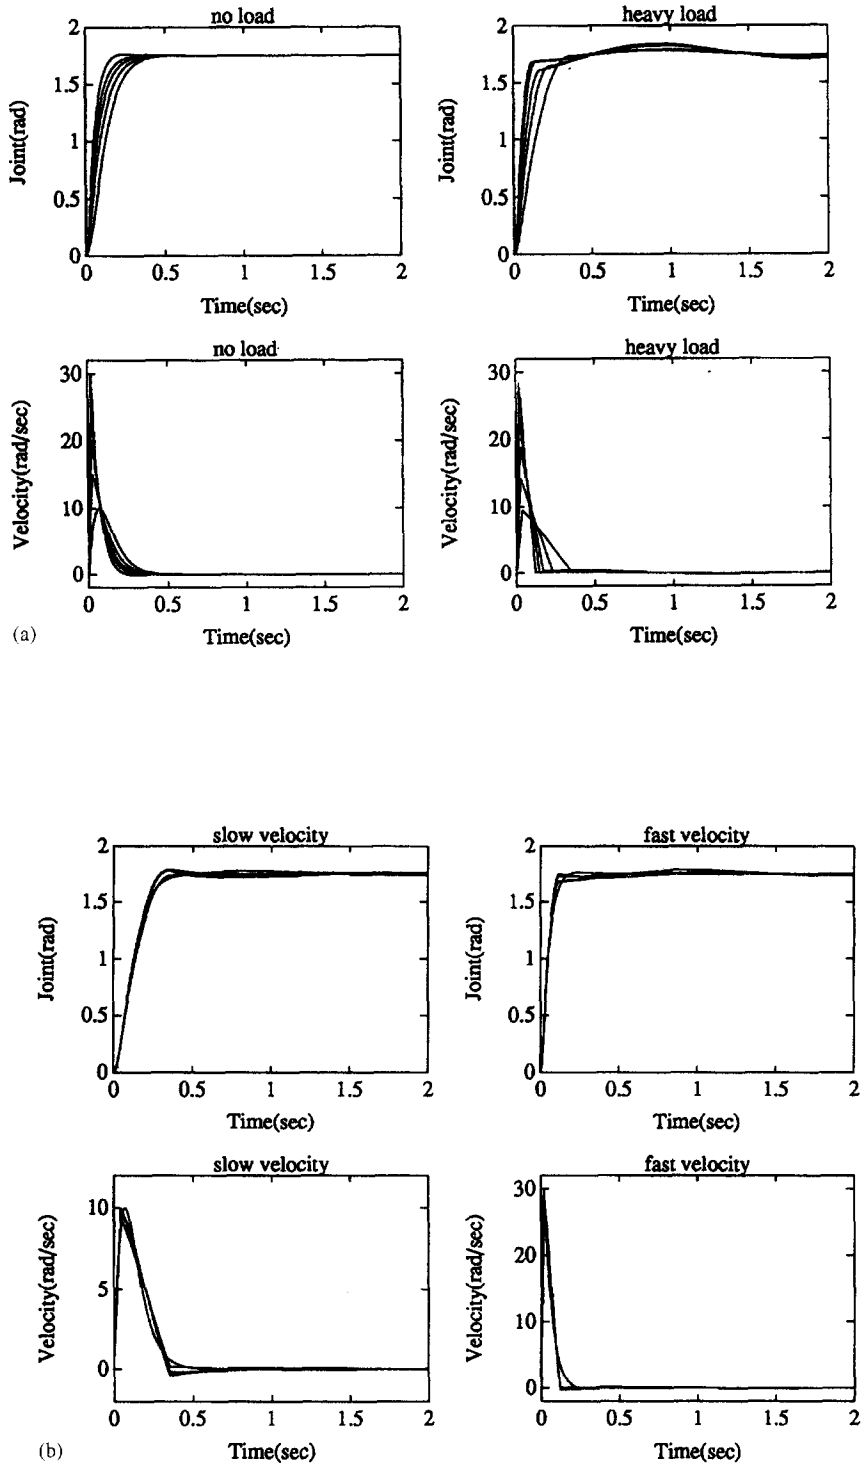 no load
heavy load
2
1.5
1
0.5
0
Joint(rad)
0 0.5 1 1.5 2
Time(sec)
2
1.5
1
0.5
0
Joint(rad)
0 0.5 1 1.5 2
Time(sec)
no load
heavy load
30
20
10
0
Velocity(rad/sec)
0 0.5 1 1.5 2
Time(sec)
30
20
10
0
Velocity(rad/sec)
0 0.5 1 1.5 2
Time(sec)
(a)
slow velocity
fast velocity
2
1.5
1
0.5
0
Joint(rad)
0 0.5 1 1.5 2
Time(sec)
2
1.5
1
0.5
0
Joint(rad)
0 0.5 1 1.5 2
Time(sec)
slow velocity
fast velocity
10
5
0
Velocity(rad/sec)
0 0.5 1 1.5 2
Time(sec)
30
20
30
0
Velocity(rad/sec)
0 0.5 1 1.5 2
Time(sec)
(b)